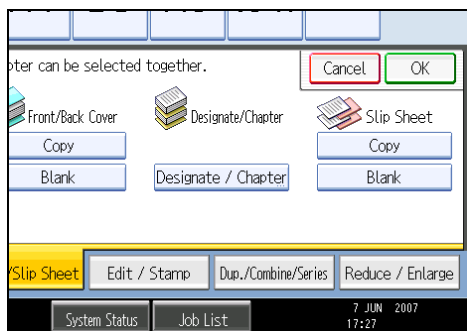 pter can be selected together.
Cancel
OK
Front/Back Cover
Designate/Chapter
Slip Sheet
Copy
Copy
Blank
Designate / Chapter
Blank
/Slip Sheet
Edit / Stamp
Dup./Combine/Series
Reduce / Enlarge
System Status
Job List
7 JUN 2007
17:27